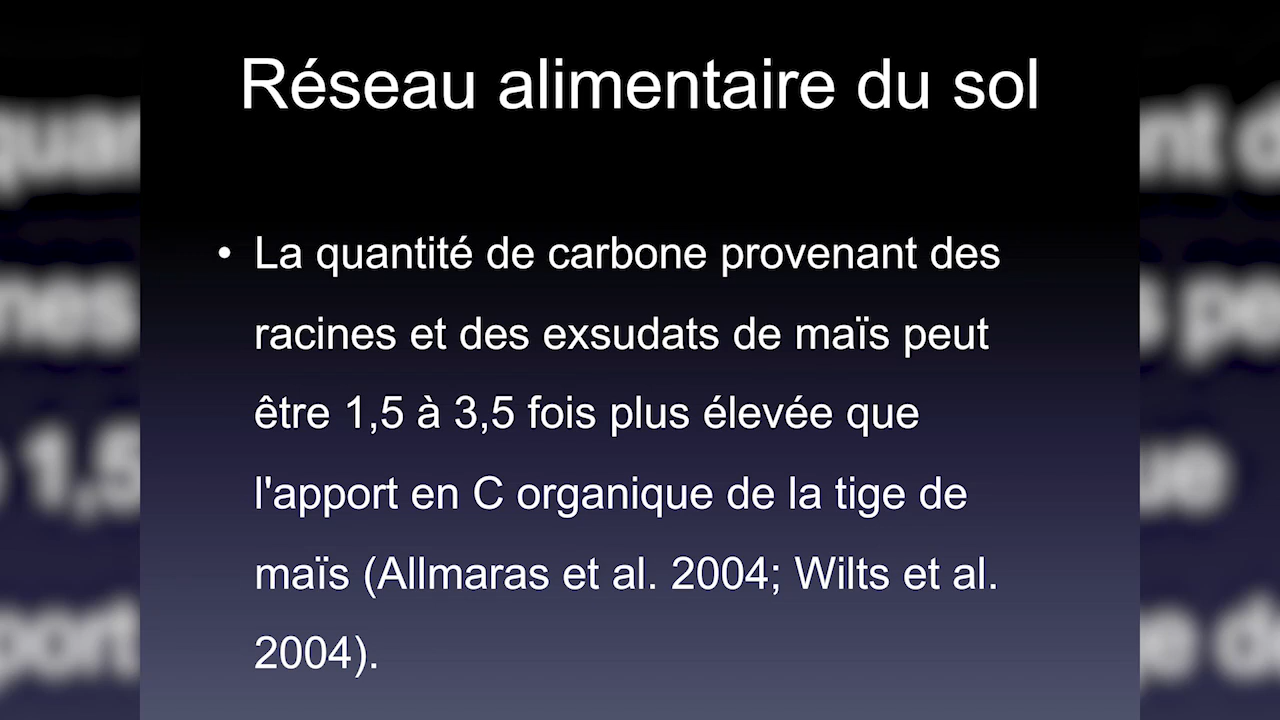 Réseau alimentaire du sol
• La quantité de carbone provenant des
racines et des exsudats de maïs peut
être 1,5 à 3,5 fois plus élevée que
l'apport en C organique de la tige de
maïs (Allmaras et al. 2004; Wilts et al.
2004).